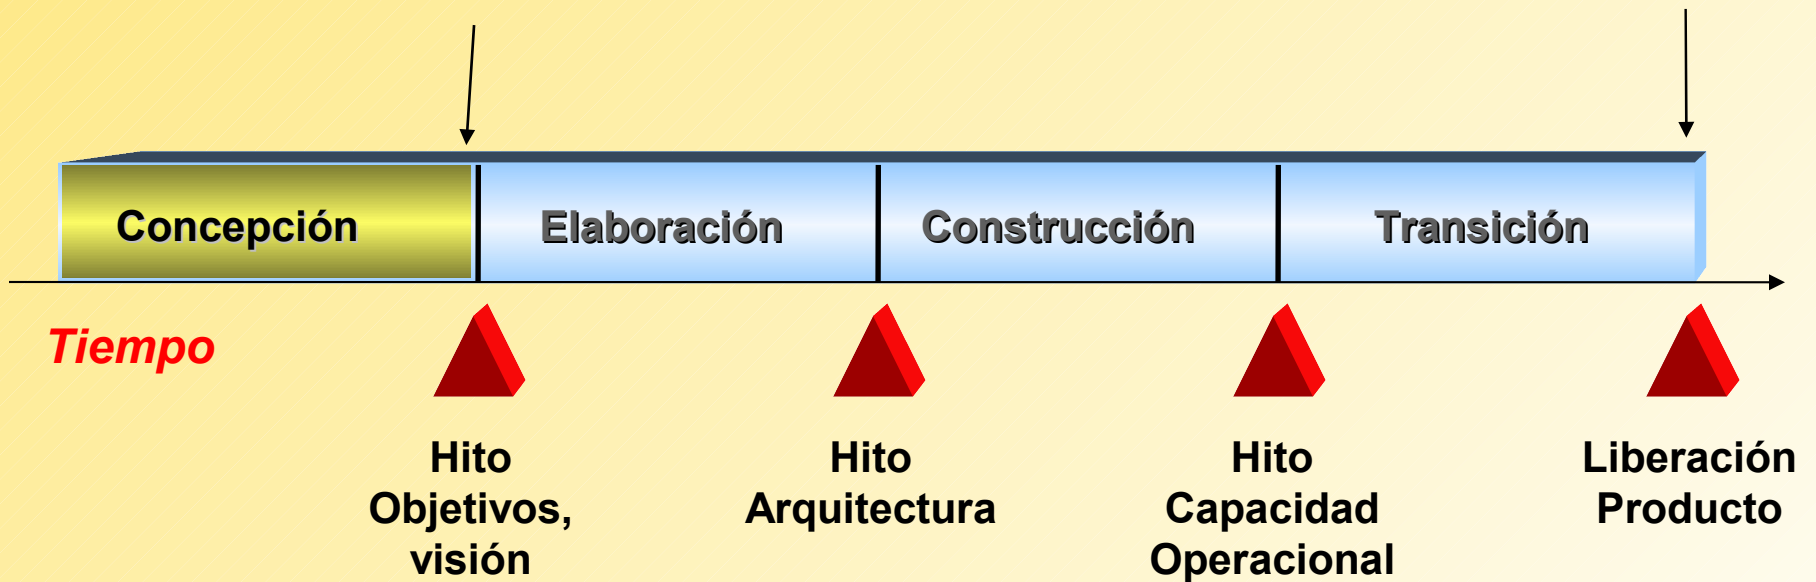 Concepción
Elaboración
Construcción
Transición
Tiempo
Hito
Objetivos,
visión
Hito
Arquitectura
Hito
Capacidad
Operacional
Liberación
Producto